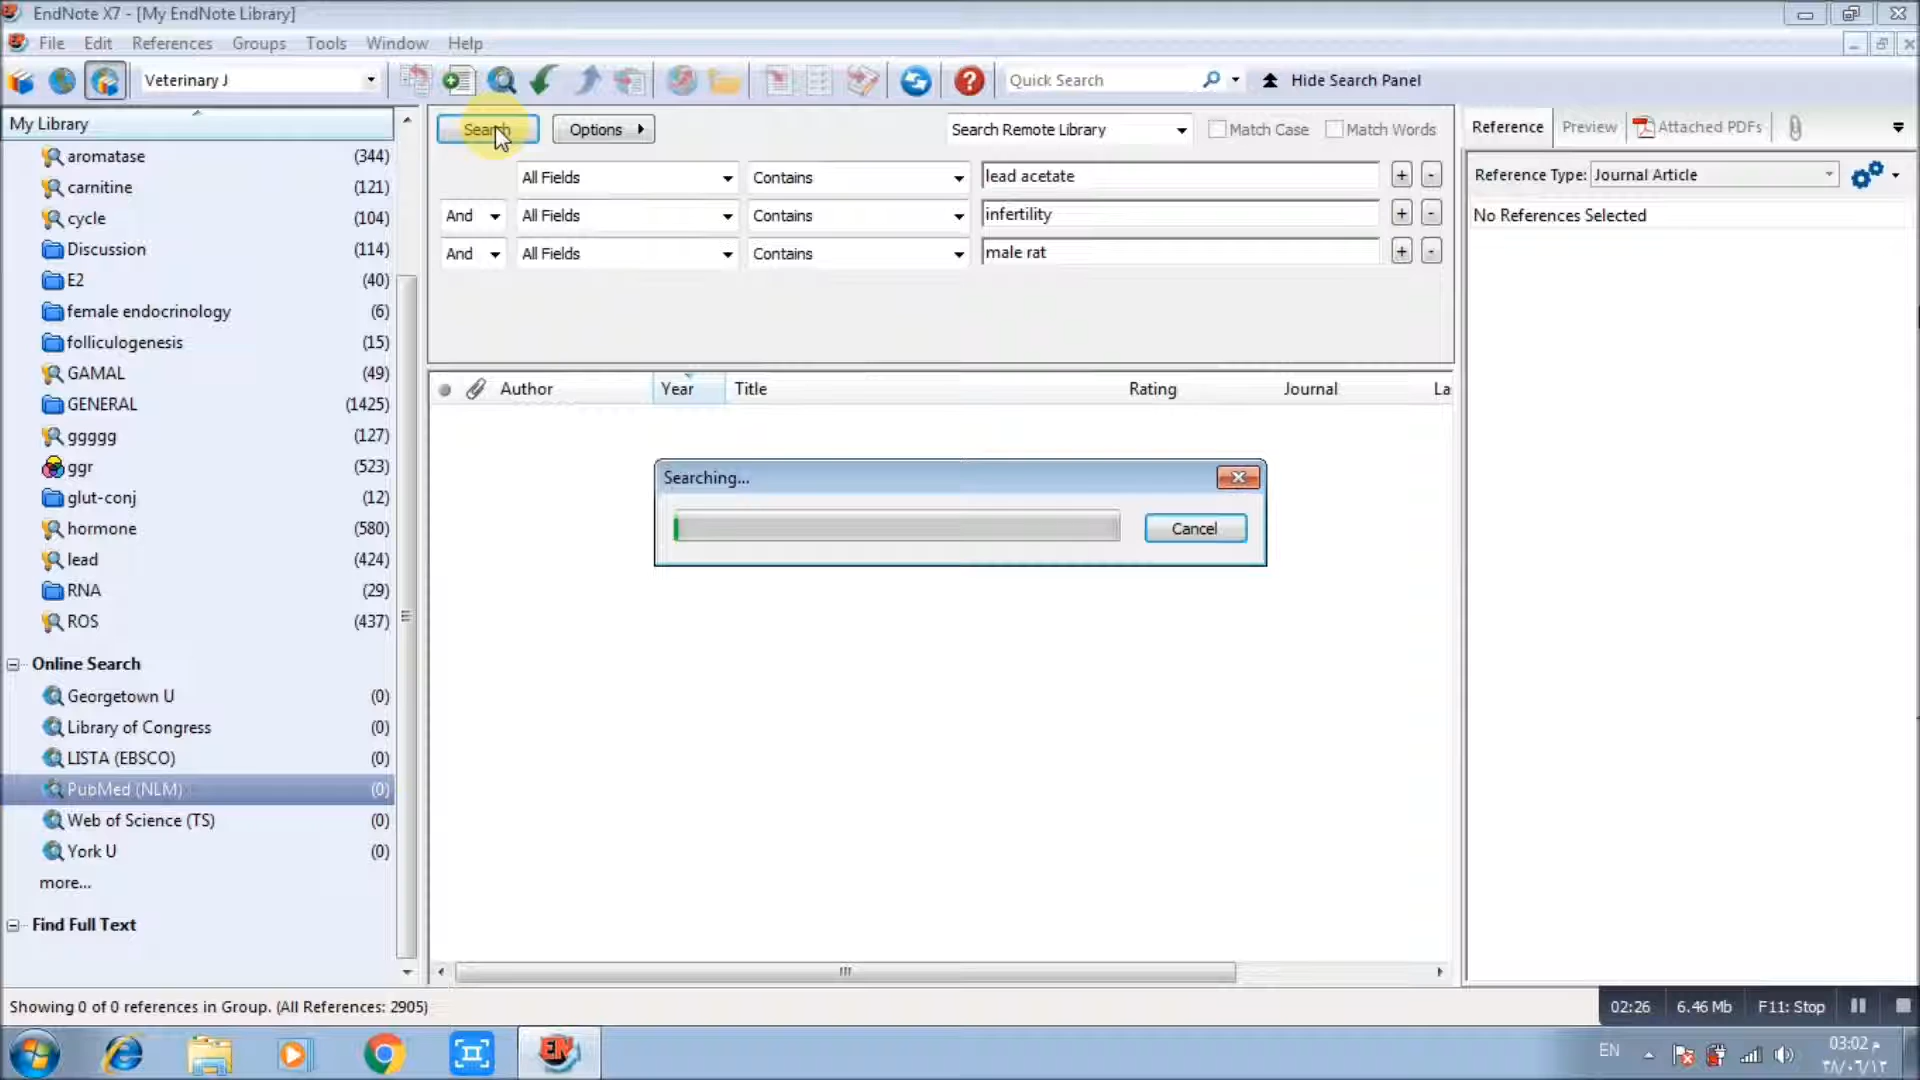 EndNote X7 - [My EndNote Library]
File Edit References Groups Tools Window Help
Veterinary J
Quick Search
Hide Search Panel
My Library
aromatase (344)
carnitine (121)
cycle (104)
Discussion (114)
E2 (40)
female endocrinology (6)
folliculogenesis (15)
GAMAL (49)
GENERAL (1425)
ggggg (127)
ggr (523)
glut-conj (12)
hormone (580)
lead (424)
RNA (29)
ROS (437)
Online Search
Georgetown U (0)
Library of Congress (0)
LISTA (EBSCO) (0)
PubMed (NLM) (0)
Web of Science (TS) (0)
York U (0)
more...
Find Full Text
Search Options Search Remote Library Match Case Match Words
All Fields Contains lead acetate + -
And All Fields Contains infertility + -
And All Fields Contains male rat + -
Author Year Title Rating Journal La
Searching...
Cancel
Reference Preview Attached PDFs
Reference Type: Journal Article
No References Selected
Showing 0 of 0 references in Group. (All References: 2905)
02:26 6.46 Mb F11: Stop
EN
03:02 م